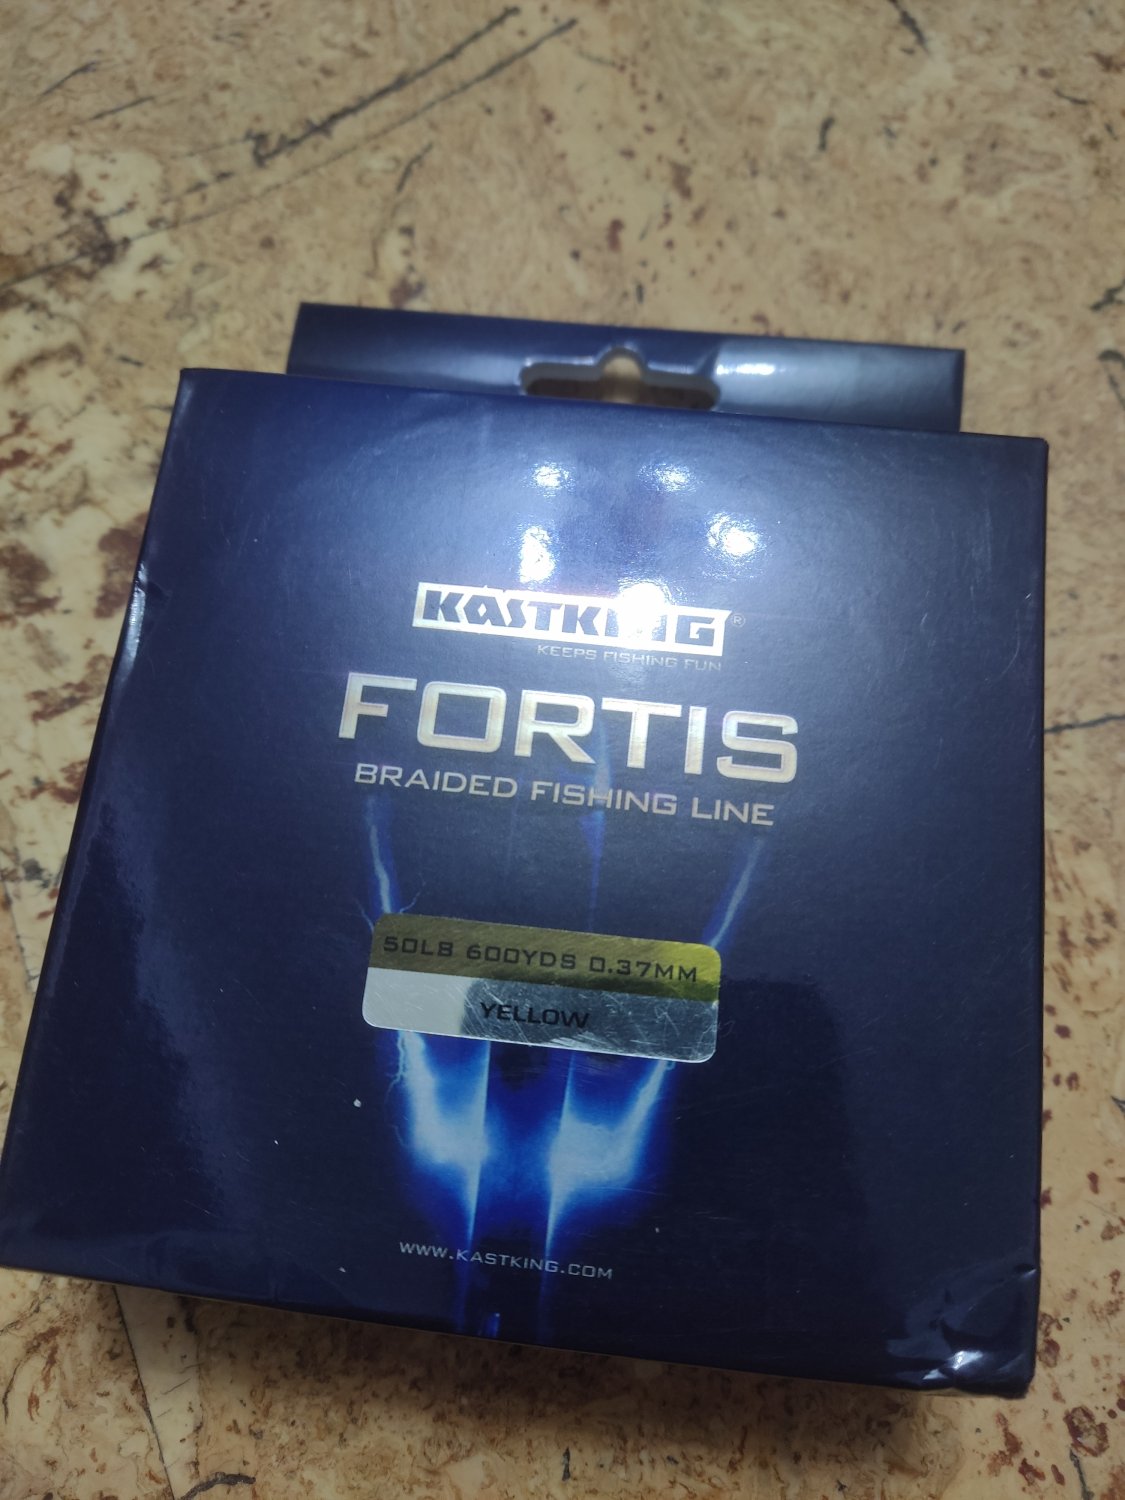 KASTKING®
KEEPS FISHING FUN
FORTIS
BRAIDED FISHING LINE
50LB 600YDS 0.37MM
YELLOW
WWW.KASTKING.COM